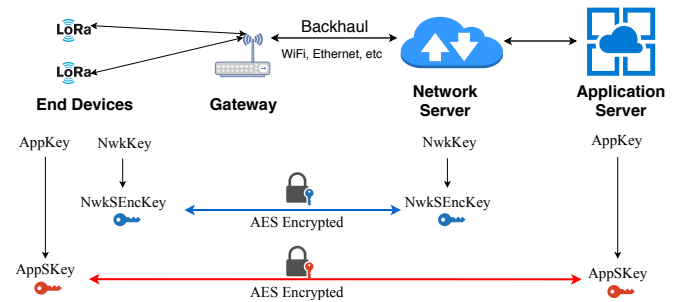 LoRa
Backhaul
WiFi, Ethernet, etc
LoRa
End Devices
Gateway
Network
Server
Application
Server
AppKey
NwkKey
NwkKey
AppKey
NwkSEncKey
NwkSEncKey
AES Encrypted
AppSKey
AppSKey
AES Encrypted